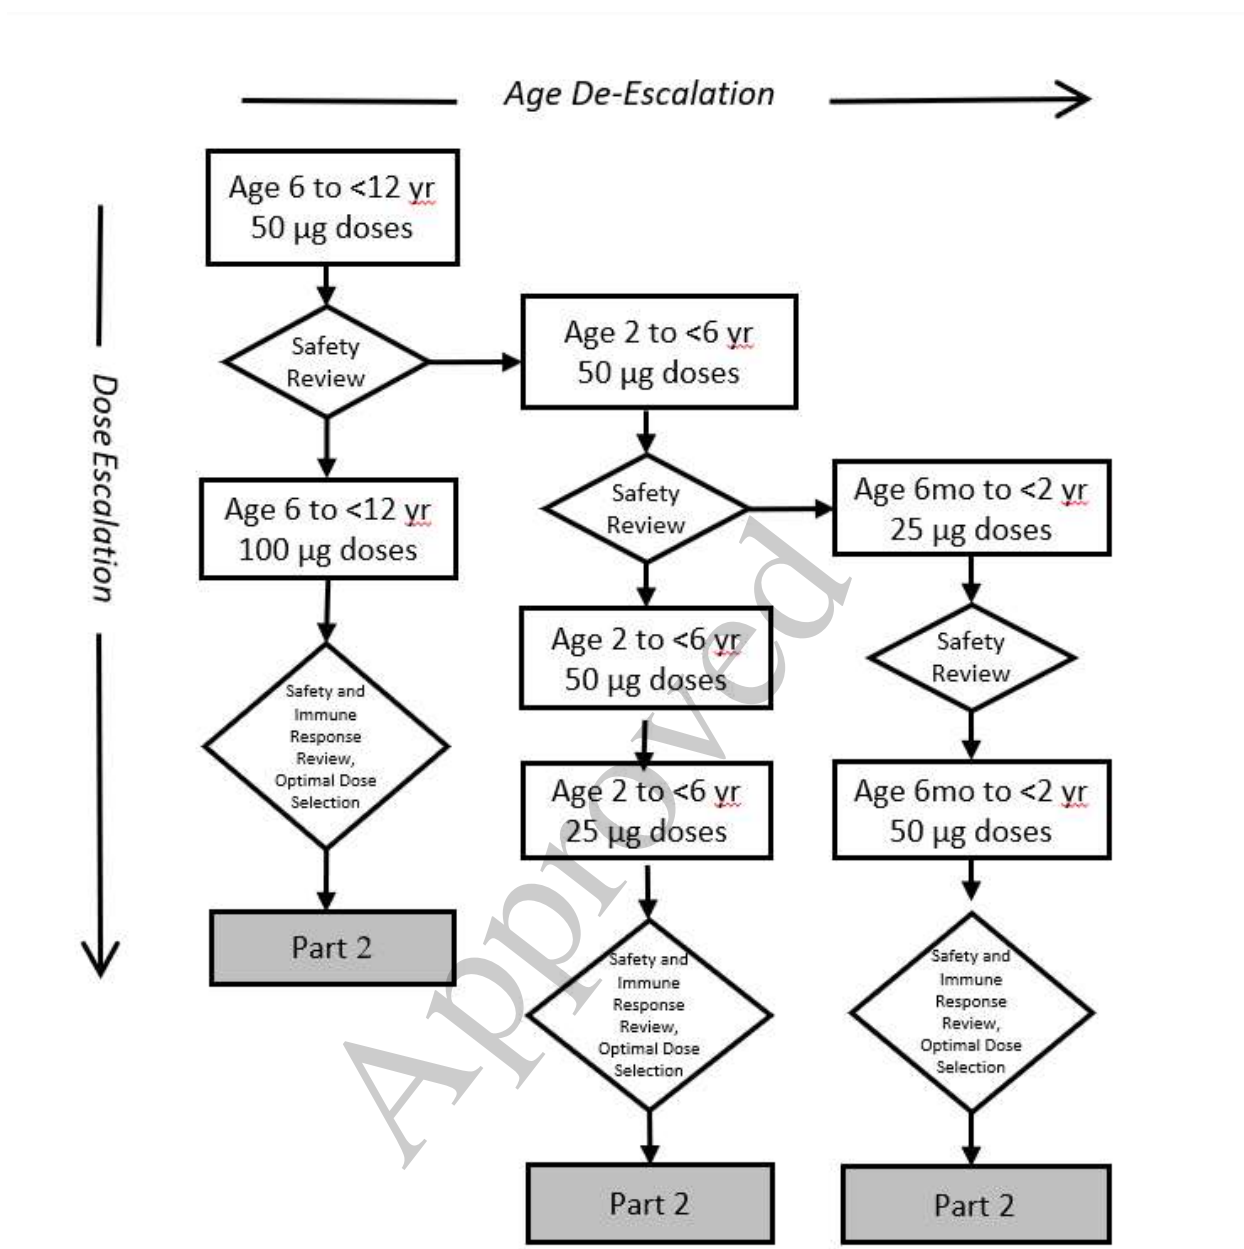 Age De-Escalation
Dose Escalation
Age 6 to <12 yr
50 µg doses
Safety
Review
Age 2 to <6 yr
50 µg doses
Age 6 to <12 yr
100 µg doses
Safety
Review
Age 6mo to <2 yr
25 µg doses
Age 2 to <6 yr
50 µg doses
Safety
Review
Safety and
Immune
Response
Review,
Optimal Dose
Selection
Age 2 to <6 yr
25 µg doses
Age 6mo to <2 yr
50 µg doses
Part 2
Safety and
Immune
Response
Review,
Optimal Dose
Selection
Safety and
Immune
Response
Review,
Optimal Dose
Selection
Part 2
Part 2
Approved